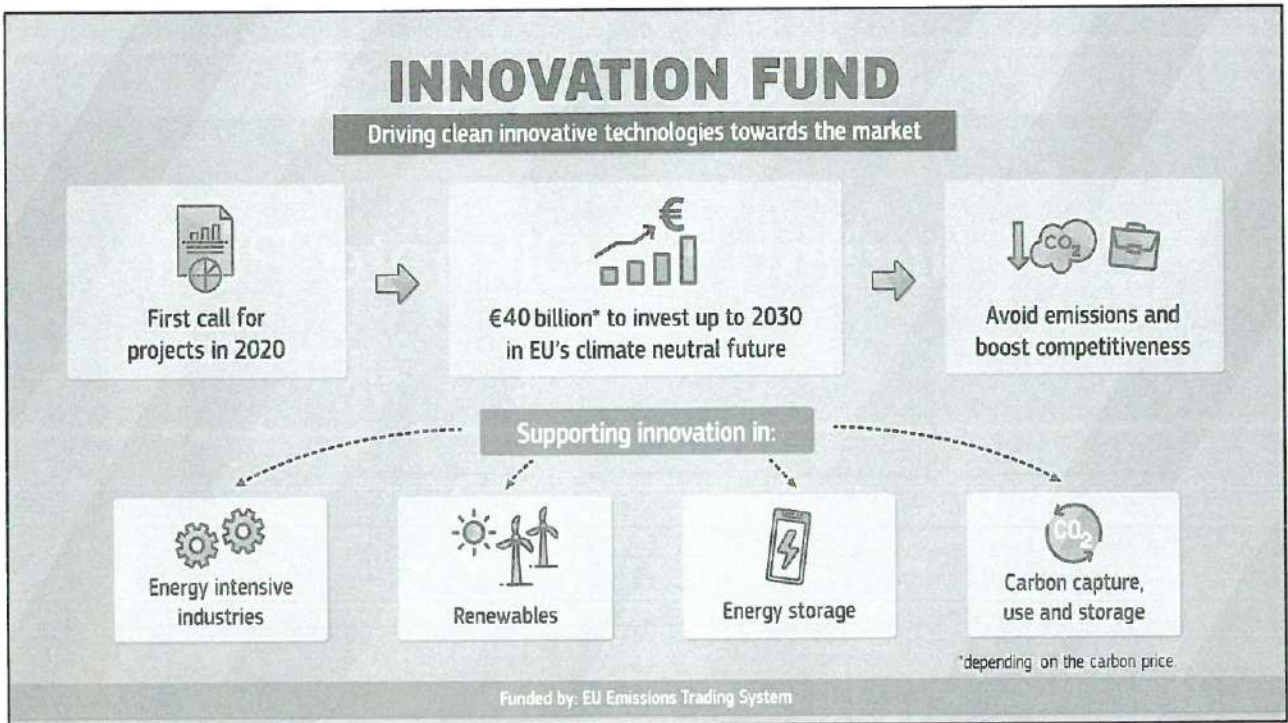 INNOVATION FUND
Driving clean innovative technologies towards the market
€
CO₂
First call for
projects in 2020
€40 billion* to invest up to 2030
in EU's climate neutral future
Avoid emissions and
boost competitiveness
Supporting innovation in:
CO₂
Energy intensive
industries
Renewables
Energy storage
Carbon capture,
use and storage
*depending on the carbon price
Funded by: EU Emissions Trading System